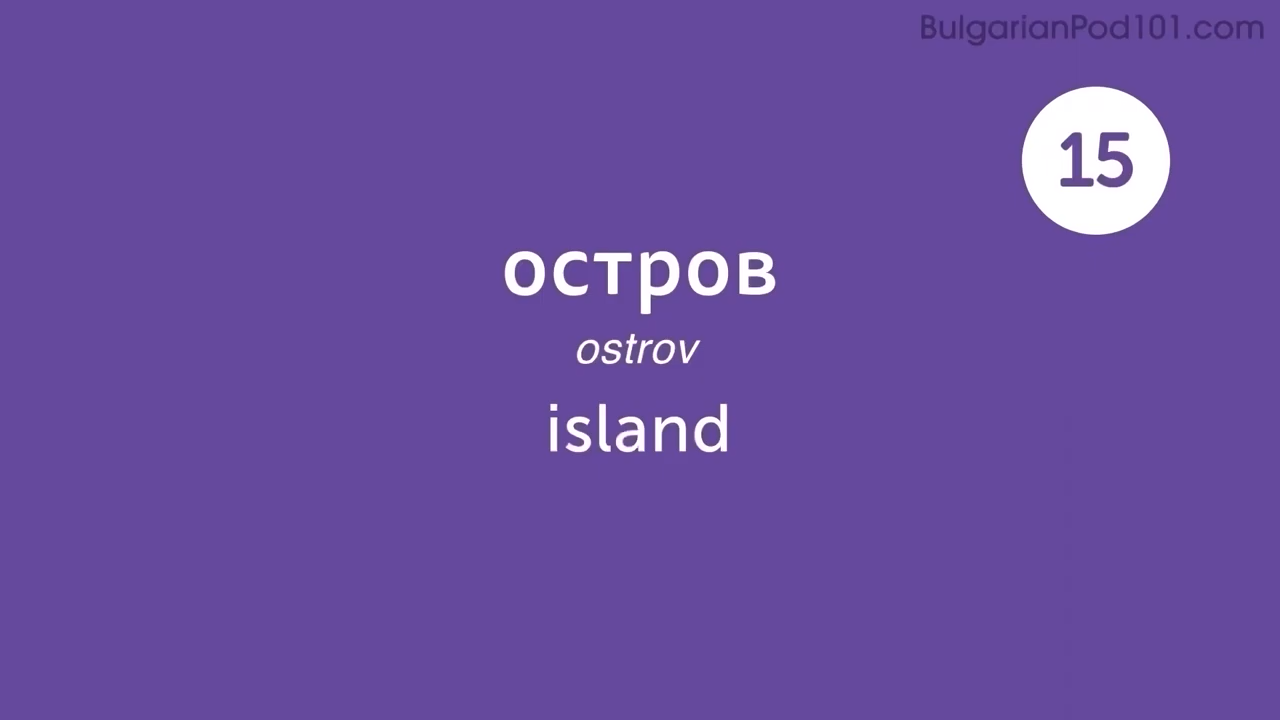 BulgarianPod101.com
15
остров
ostrov
island